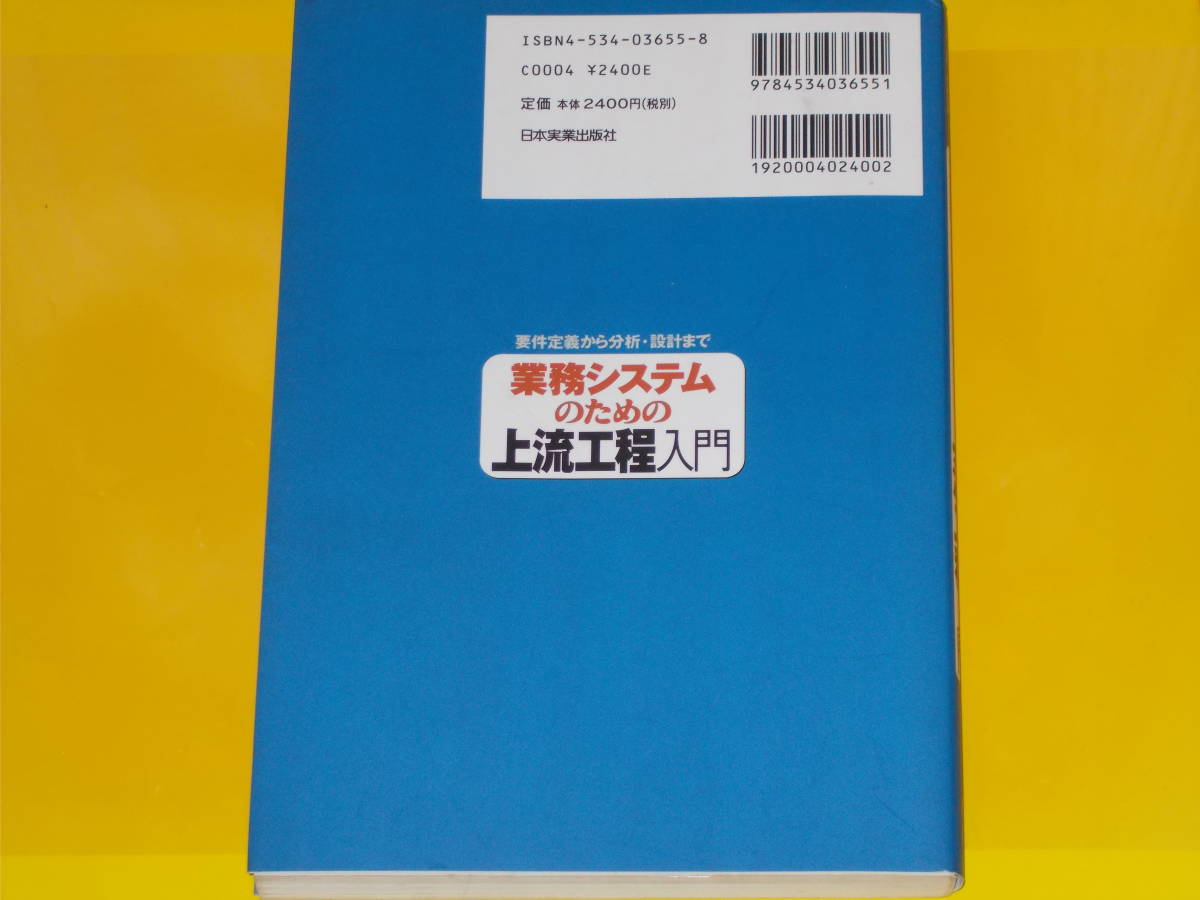 ISBN4-534-03655-8
C0004 ¥2400E
定価 本体2400円(税別)
日本実業出版社
9784534036551
1920004024002
要件定義から分析・設計まで
業務システム
のための
上流工程入門